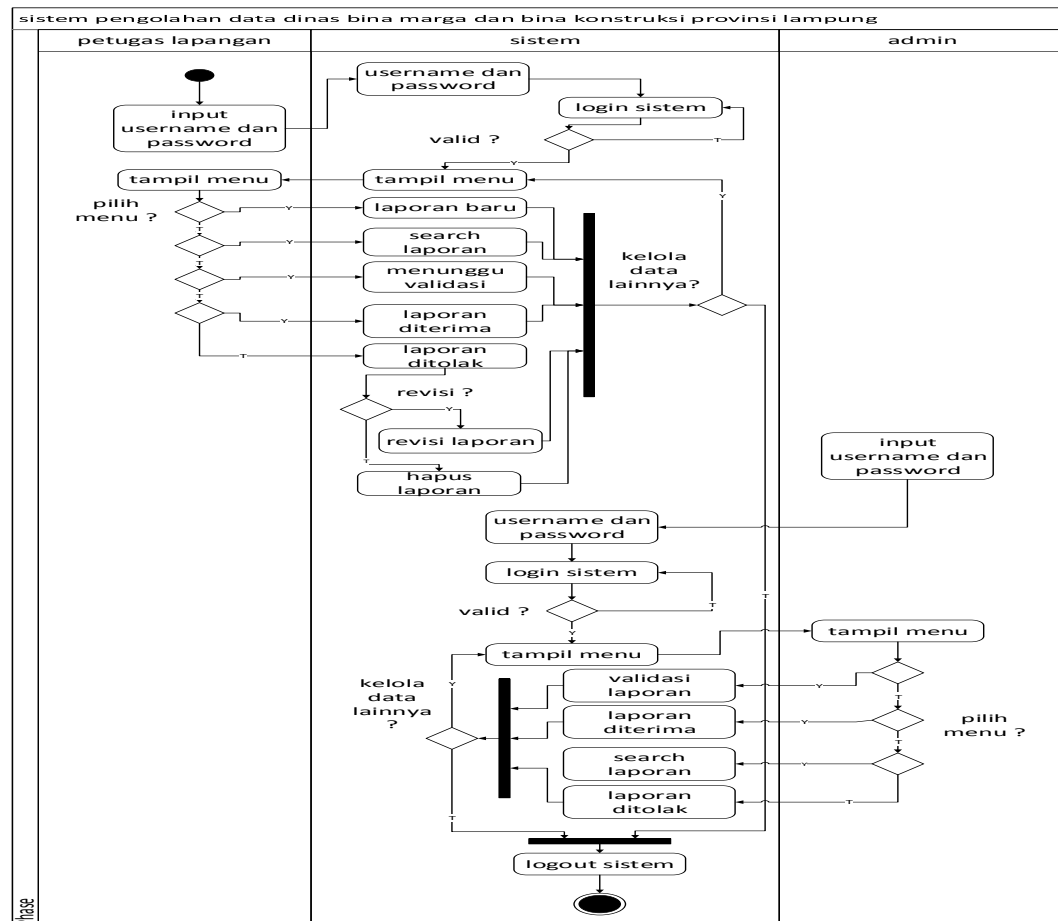 sistem pengolahan data dinas bina marga dan bina konstruksi provinsi lampung
petugas lapangan
sistem
admin
input
username dan
password
username dan
password
login sistem
valid ?
T
Y
tampil menu
tampil menu
pilih
menu ?
Y
laporan baru
T
Y
search
laporan
T
Y
menunggu
validasi
T
Y
laporan
diterima
T
laporan
ditolak
kelola
data
lainnya?
Y
T
revisi ?
Y
revisi laporan
T
hapus
laporan
input
username dan
password
username dan
password
login sistem
valid ?
T
Y
tampil menu
tampil menu
kelola
data
lainnya
?
Y
T
validasi
laporan
Y
T
laporan
diterima
Y
T
pilih
menu ?
search
laporan
Y
laporan
ditolak
T
logout sistem